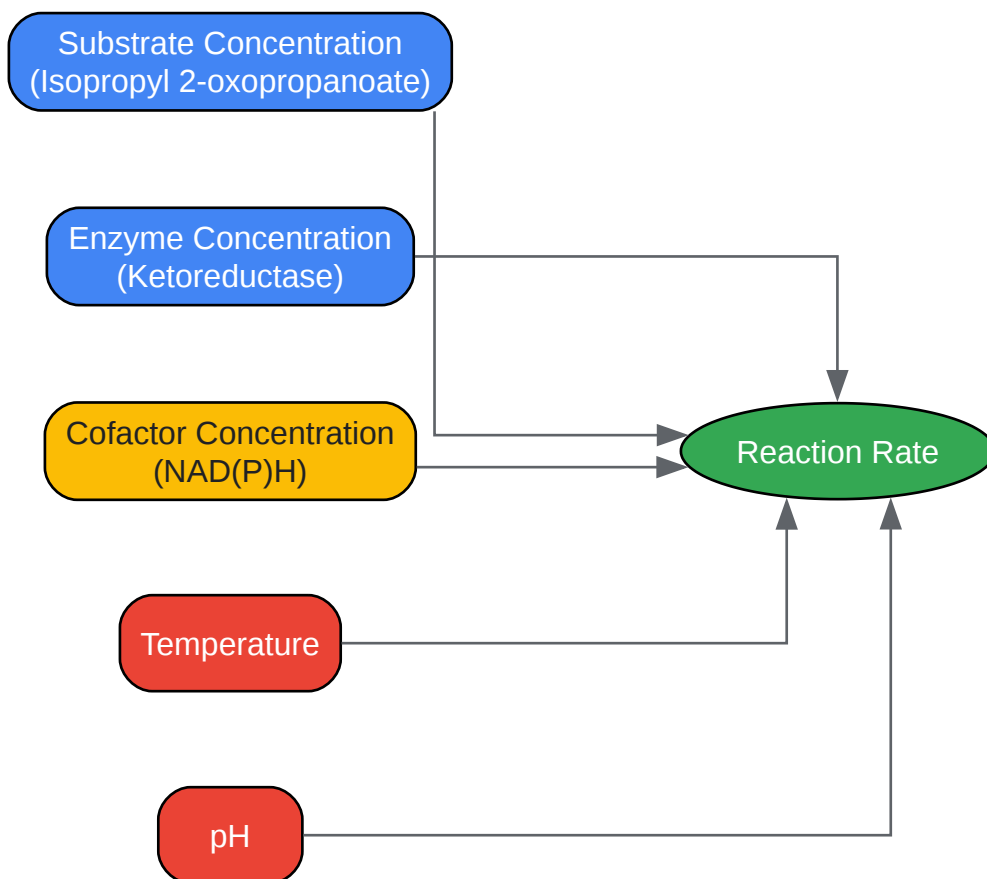 Substrate Concentration
(Isopropyl 2-oxopropanoate)
Enzyme Concentration
(Ketoreductase)
Cofactor Concentration
(NAD(P)H)
Reaction Rate
Temperature
pH